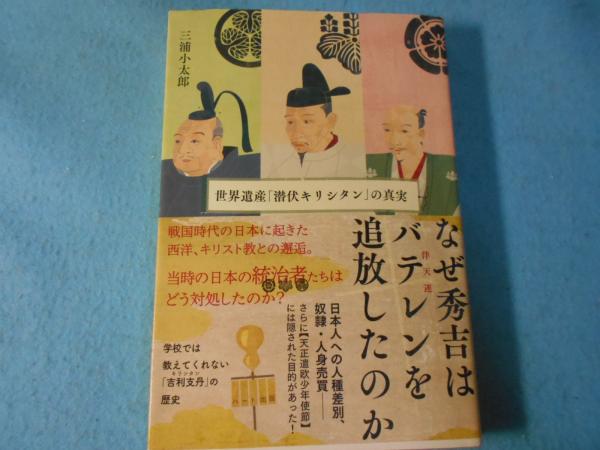 三浦小太郎
世界遺産「潜伏キリシタン」の真実
なぜ秀吉は
バテレンを
伴天連
追放したのか
戦国時代の日本に起きた
西洋、キリスト教との邂逅。
当時の日本の統治者たちは
どう対処したのか?
日本人への人種差別、
奴隷・人身売買――
さらに【天正遣欧少年使節】
には隠された目的があった!
学校では
教えてくれない
キリシタン
「吉利支丹」の
歴史
ハート出版